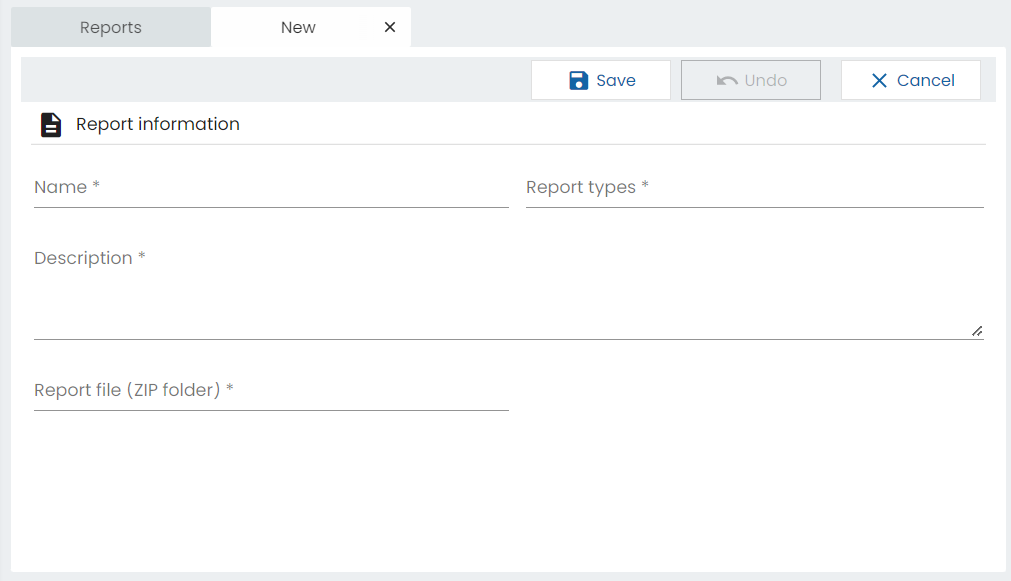 Reports New
Save Undo Cancel
Report information
Name * Report types *
Description *
Report file (ZIP folder) *